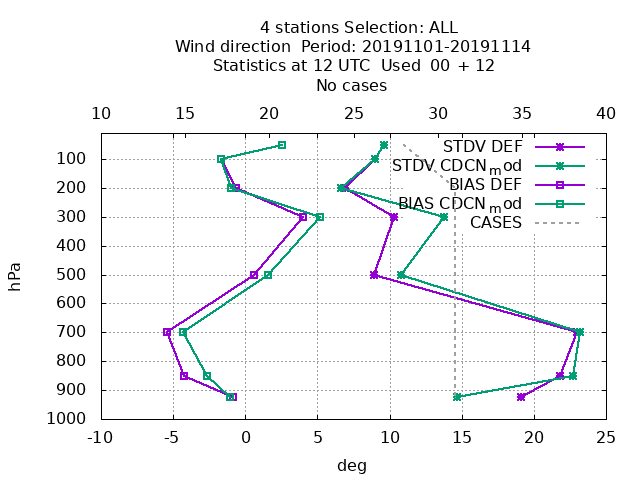 4 stations Selection: ALL
Wind direction  Period: 20191101-20191114
Statistics at 12 UTC  Used  00 + 12
No cases
10 15 20 25 30 35 40
STDV DEF
STDV CDCNmod
BIAS DEF
BIAS CDCNmod
CASES
hPa
100
200
300
400
500
600
700
800
900
1000
-10 -5 0 5 10 15 20 25
deg